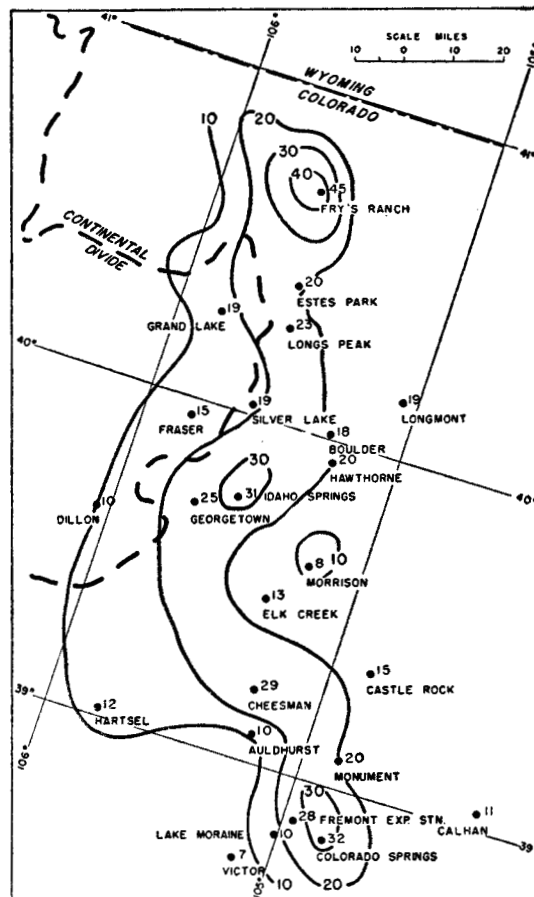 41°
106°
SCALE MILES
10 0 10 20
105°
WYOMING
COLORADO
10
20
41°
30
40
45
FRY'S RANCH
CONTINENTAL
DIVIDE
20
ESTES PARK
19
GRAND LAKE
23
LONGS PEAK
40°
19
SILVER LAKE
19
LONGMONT
15
FRASER
18
BOULDER
20
HAWTHORNE
30
40°
10
DILLON
25
GEORGETOWN
31
IDAHO SPRINGS
10
8
MORRISON
13
ELK CREEK
15
CASTLE ROCK
29
CHEESMAN
39°
12
HARTSEL
10
AULDHURST
106°
20
MONUMENT
30
28
FREMONT EXP. STN.
11
CALHAN
LAKE MORAINE
10
32
COLORADO SPRINGS
39°
7
VICTOR
105°
10
20